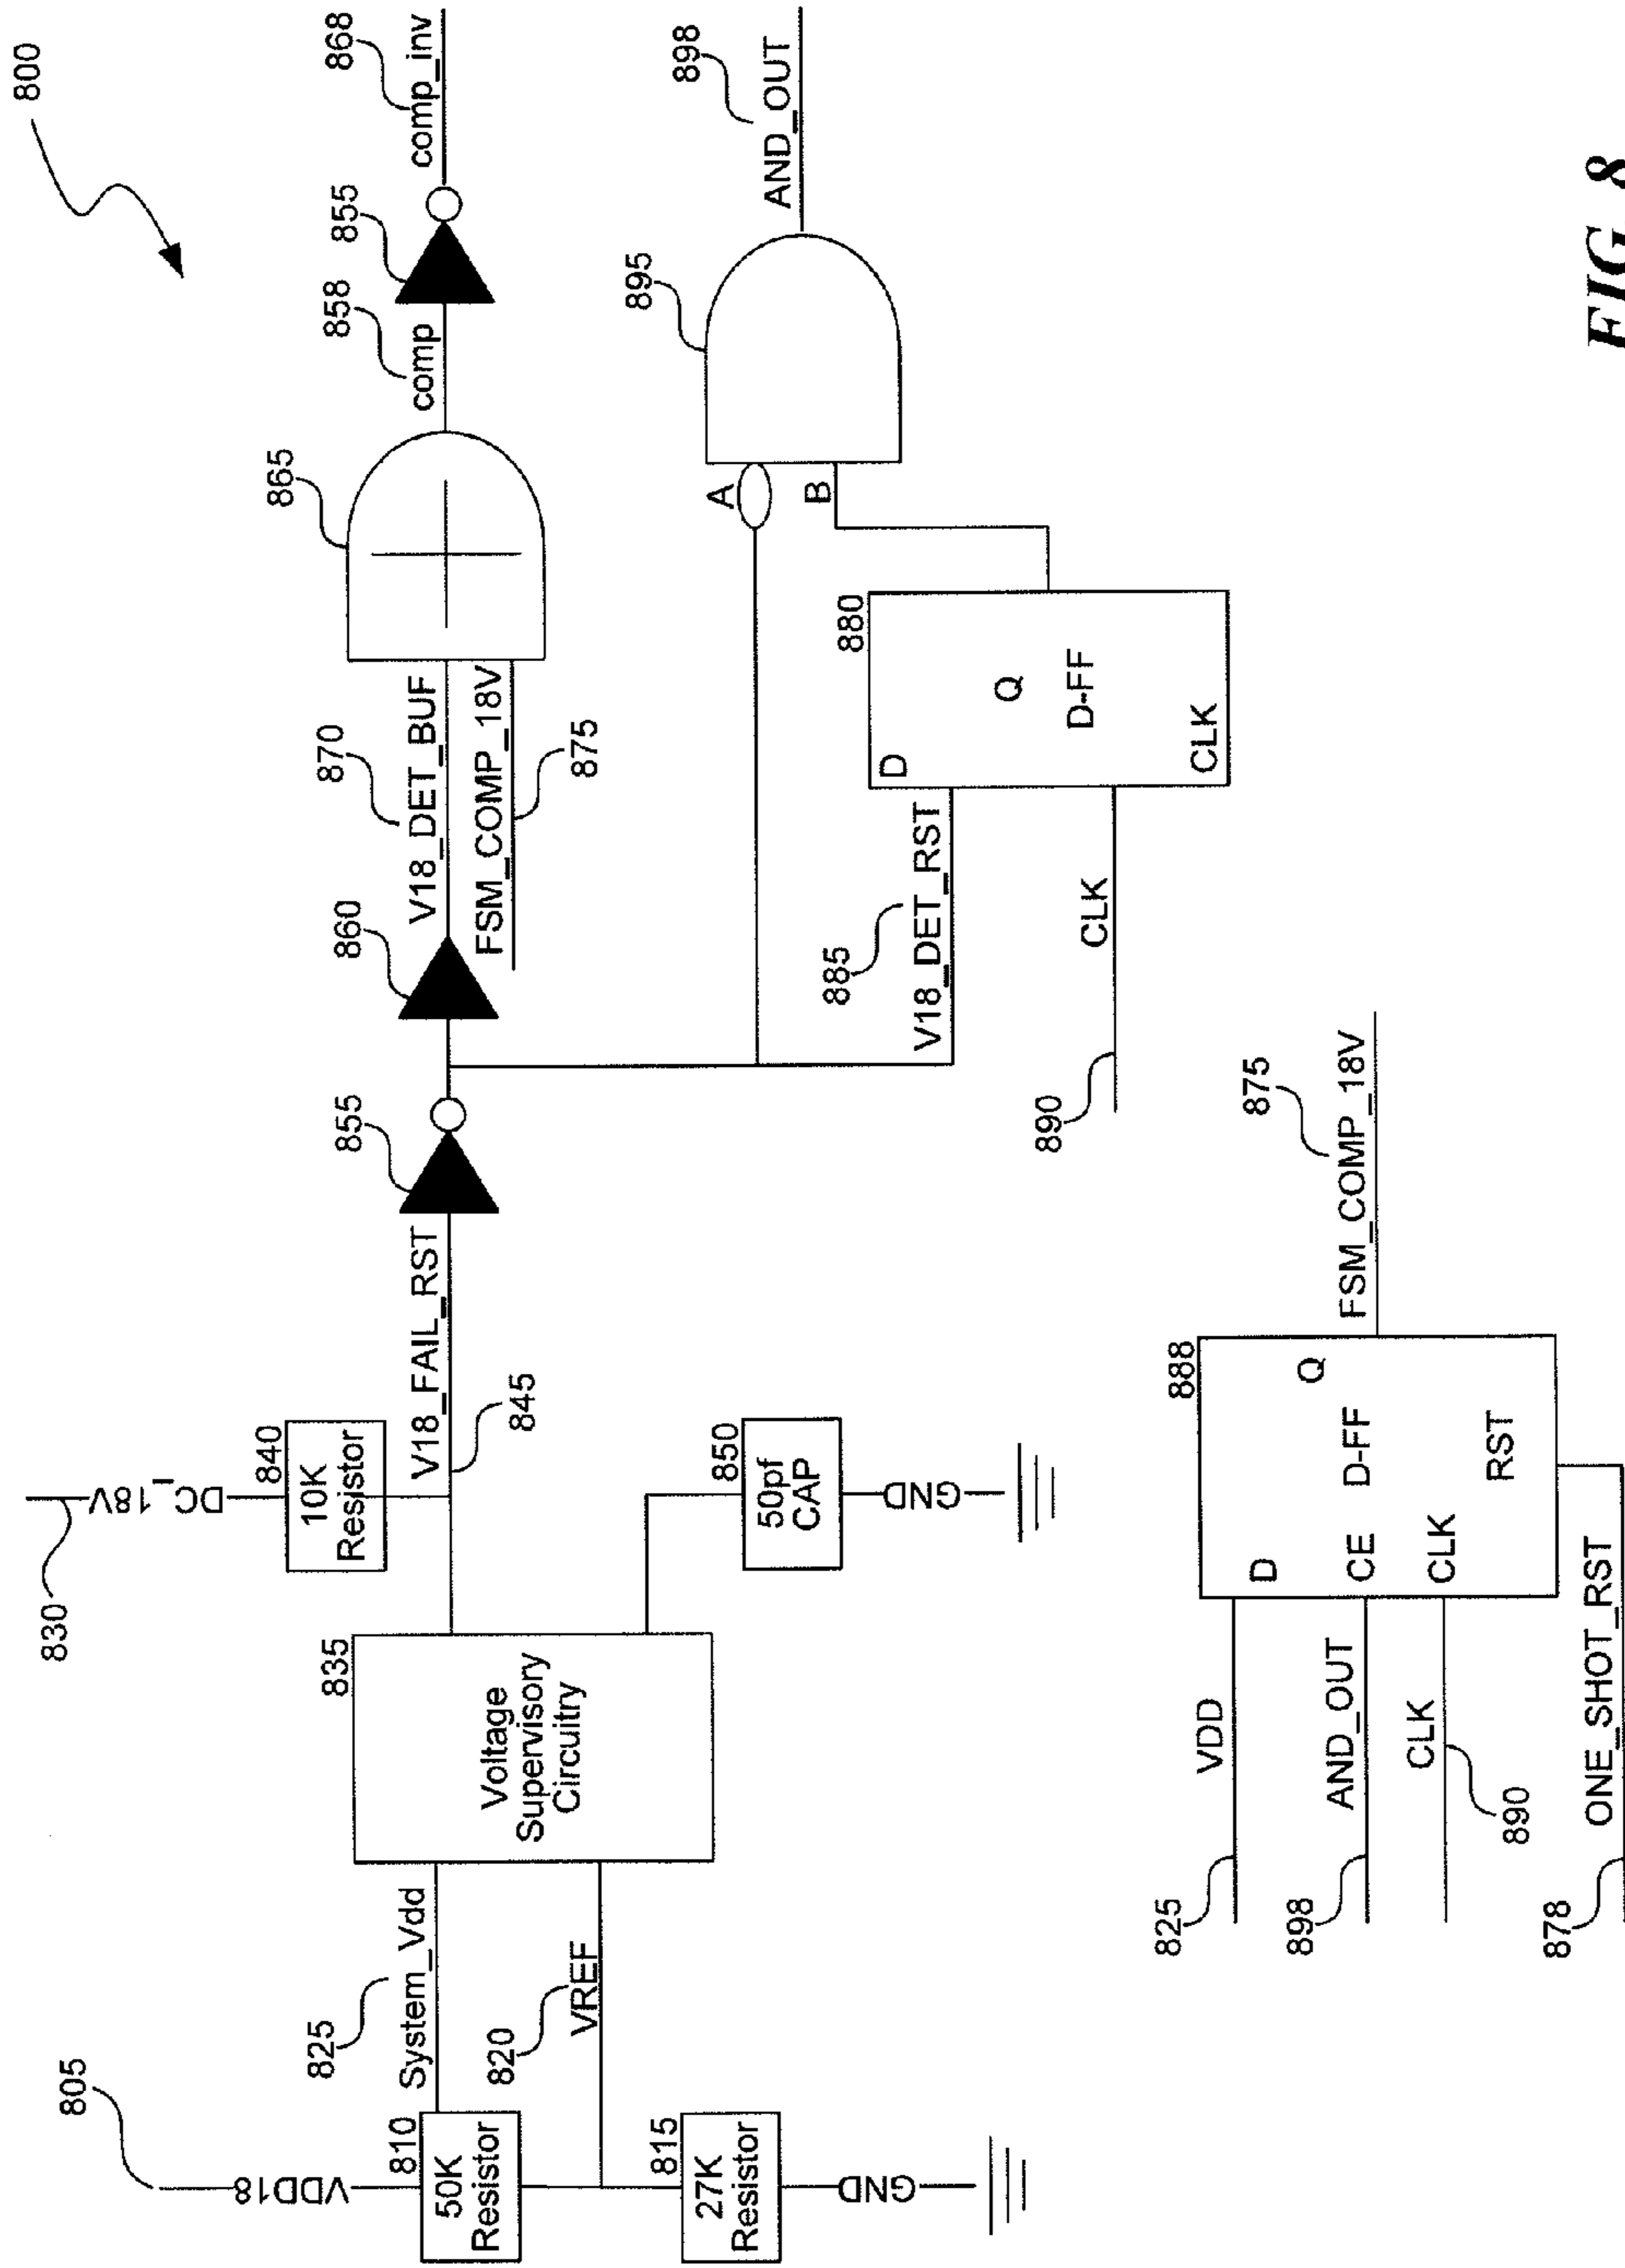 800
805
VDD18
810
50K
Resistor
815
27K
Resistor
GND
825
System_Vdd
820
VREF
835
Voltage
Supervisory
Circuitry
830
DC_18V
840
10K
Resistor
V18_FAIL_RST
845
850
50pf
CAP
GND
855
860
870
V18_DET_BUF
FSM_COMP_18V
875
865
858
comp
855
868
comp_inv
885
V18_DET_RST
890
CLK
880
D
Q
D-FF
CLK
A
B
895
898
AND_OUT
825
VDD
898
AND_OUT
CLK
890
878
ONE_SHOT_RST
888
D
Q
CE
D-FF
CLK
RST
875
FSM_COMP_18V
FIG. 8